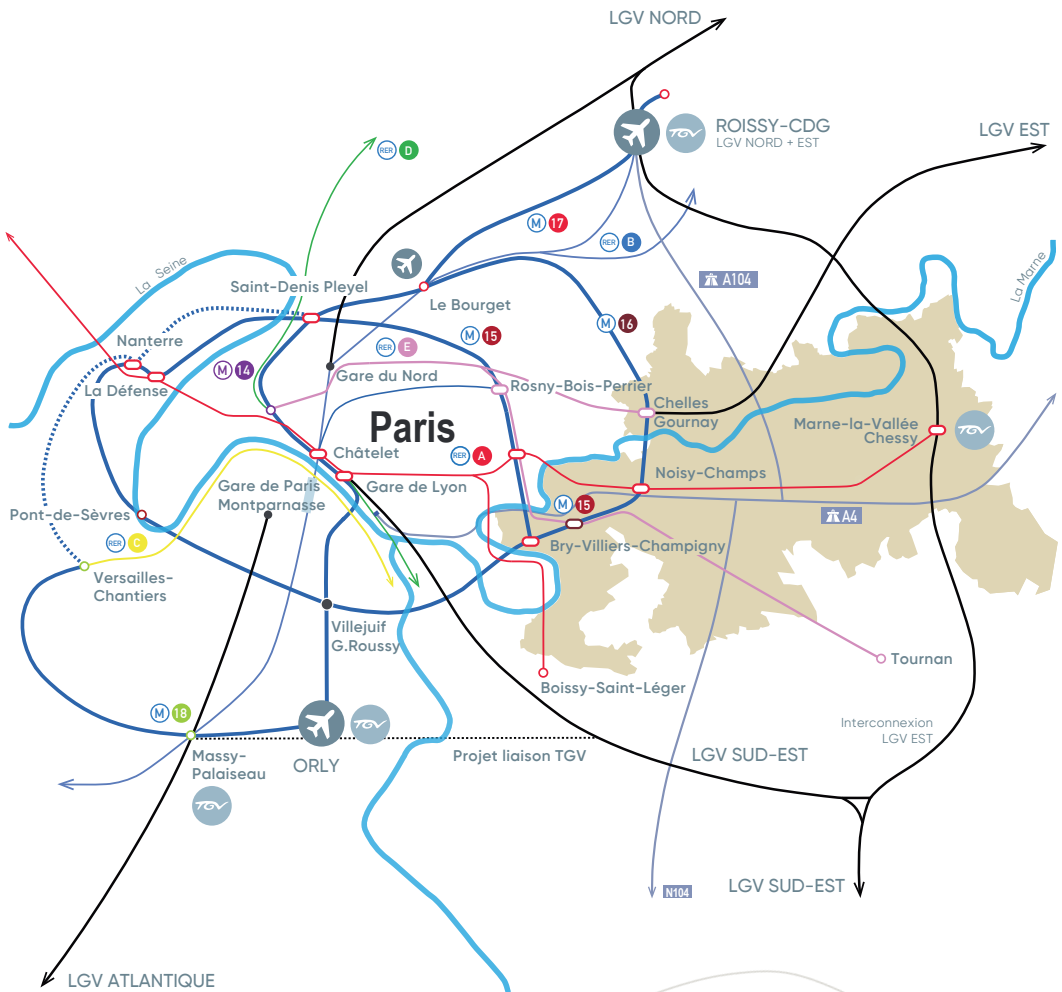 LGV NORD
TGV
ROISSY-CDG
LGV NORD + EST
LGV EST
RER D
M 17
RER B
La Seine
A104
La Marne
Saint-Denis Pleyel
Le Bourget
M 16
M 15
Nanterre
RER E
M 14
Gare du Nord
La Défense
Rosny-Bois-Perrier
Paris
Chelles
Gournay
Marne-la-Vallée
Chessy
TGV
Châtelet
RER A
Noisy-Champs
Gare de Lyon
Gare de Paris
Montparnasse
M 15
A4
Pont-de-Sèvres
RER C
Bry-Villiers-Champigny
Versailles-
Chantiers
Villejuif
G.Roussy
Tournan
Boissy-Saint-Léger
M 18
TGV
Interconnexion
LGV EST
Massy-
Palaiseau
ORLY
Projet liaison TGV
LGV SUD-EST
TGV
LGV SUD-EST
N104
LGV ATLANTIQUE